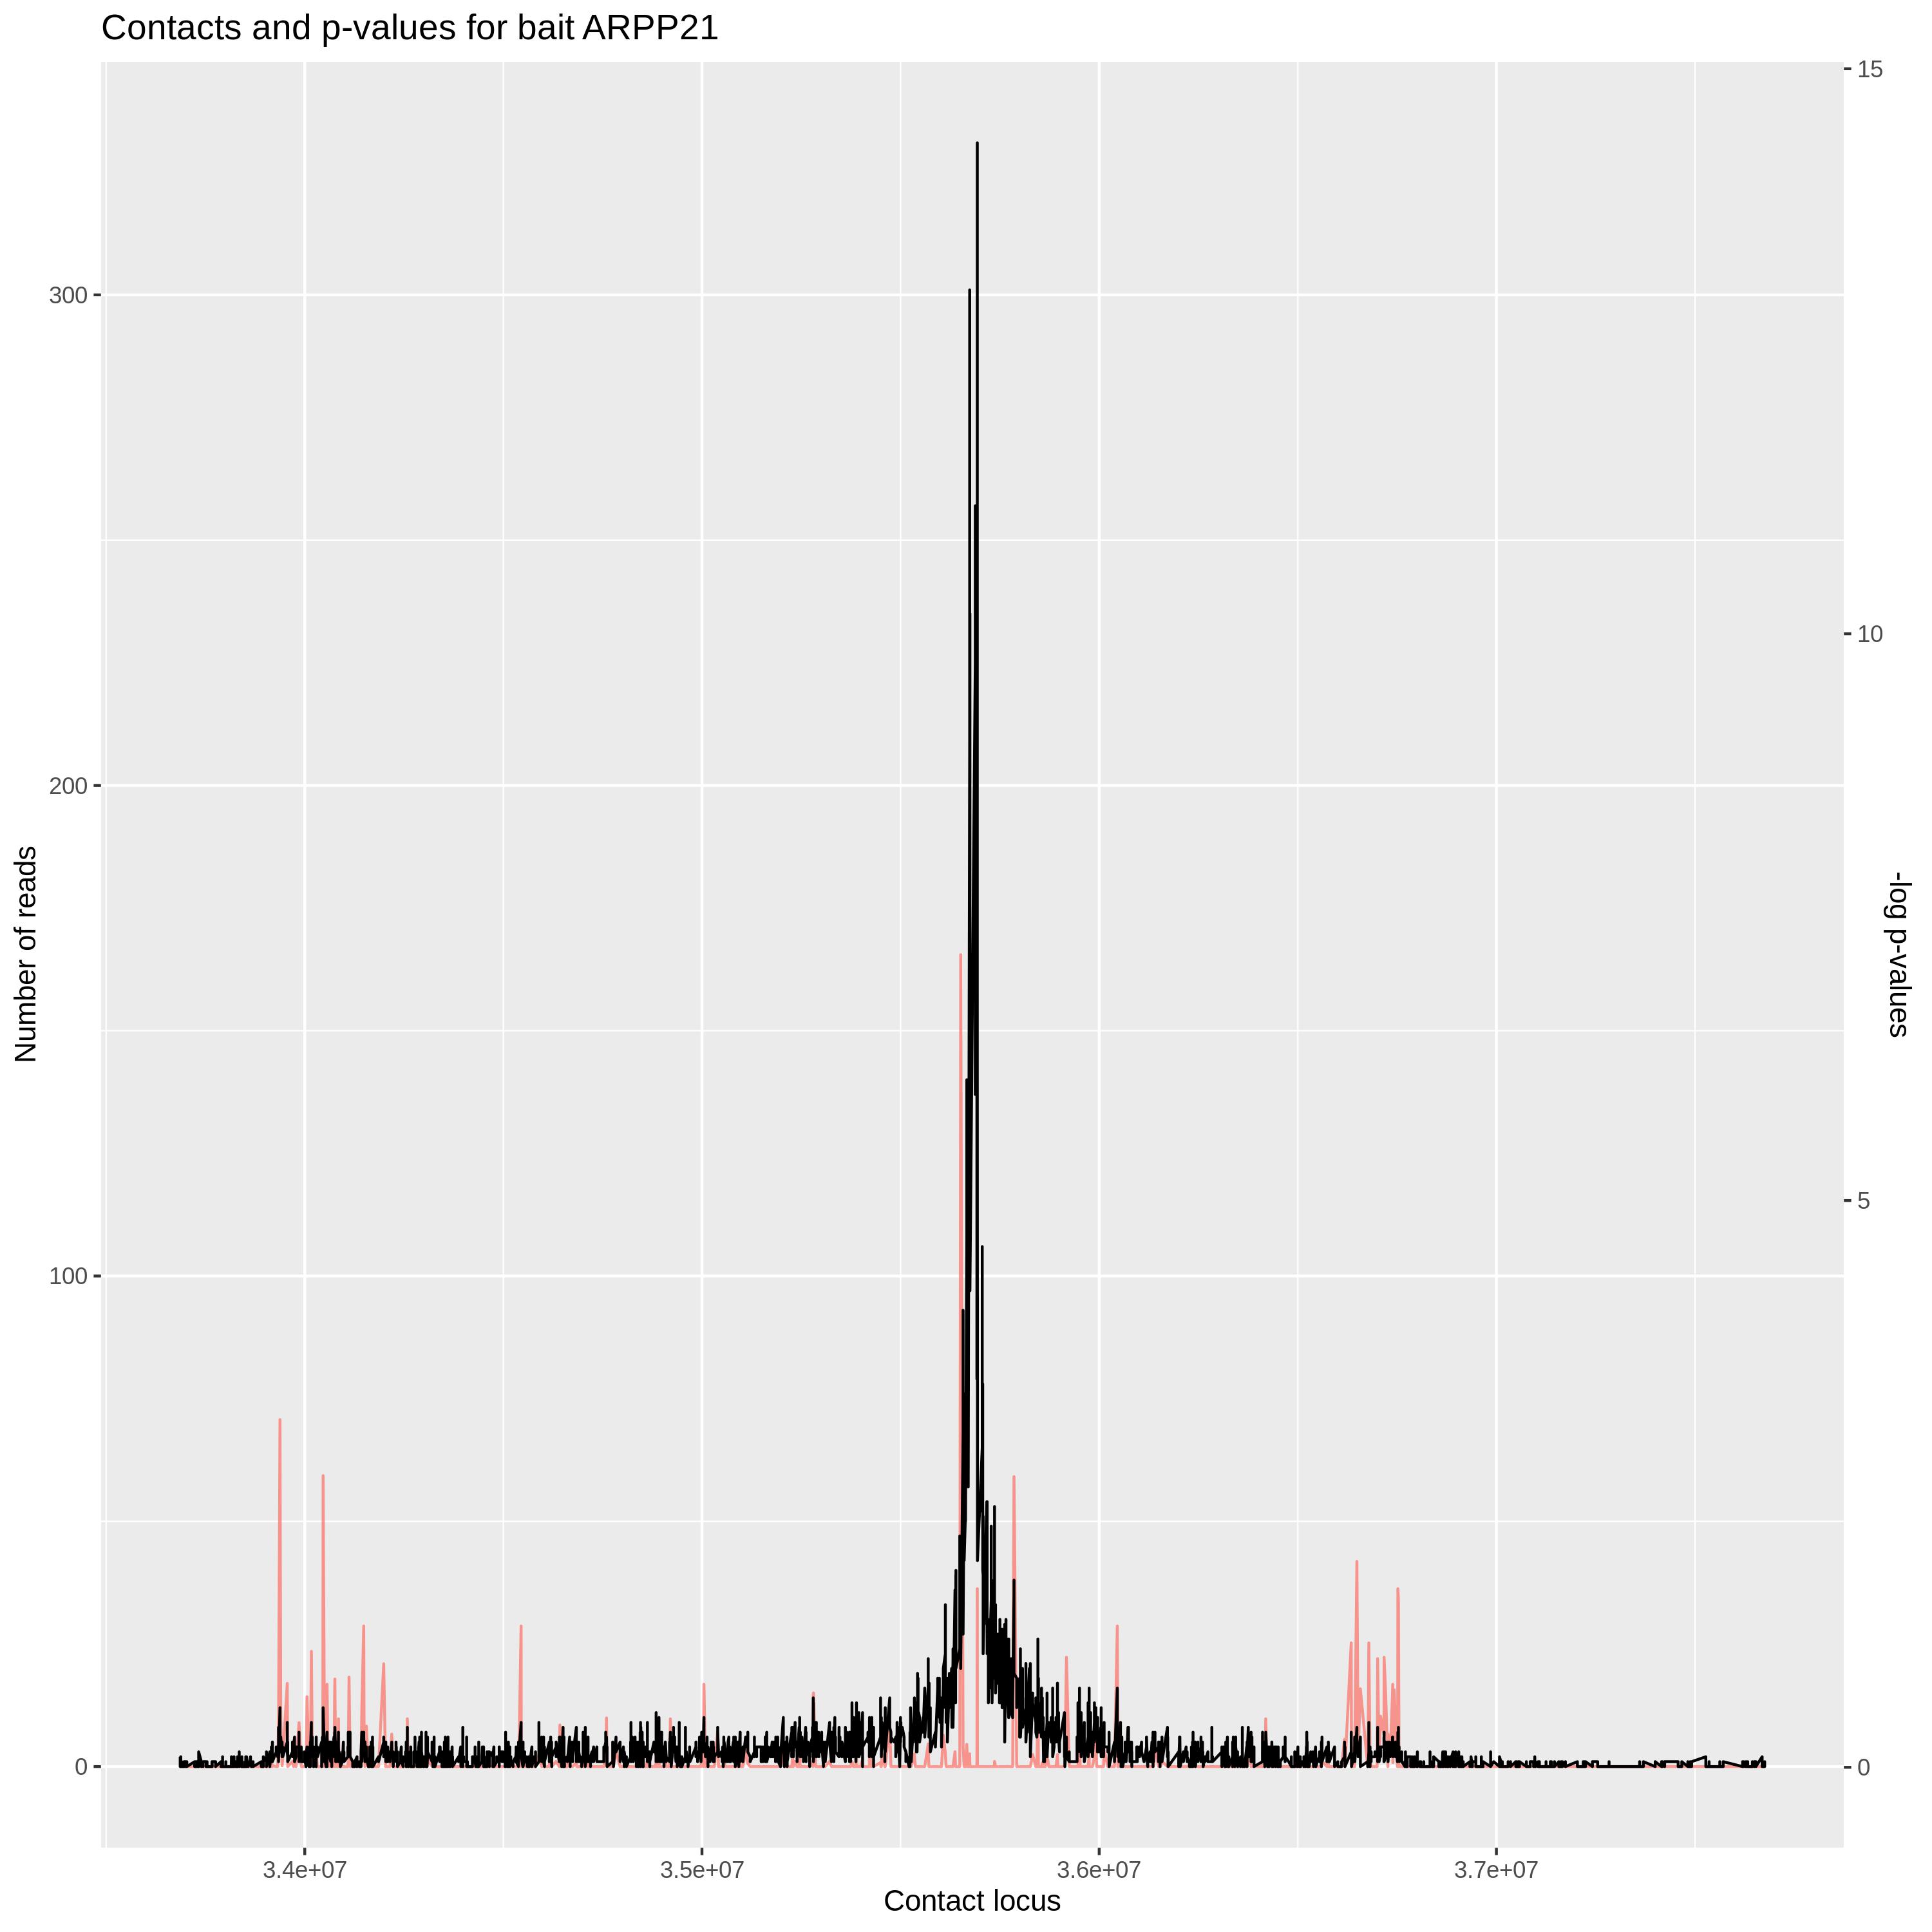 Contacts and p-values for bait ARPP21
15
300
10
200
Number of reads
-log p-values
5
100
0
0
3.4e+07
3.5e+07
3.6e+07
3.7e+07
Contact locus